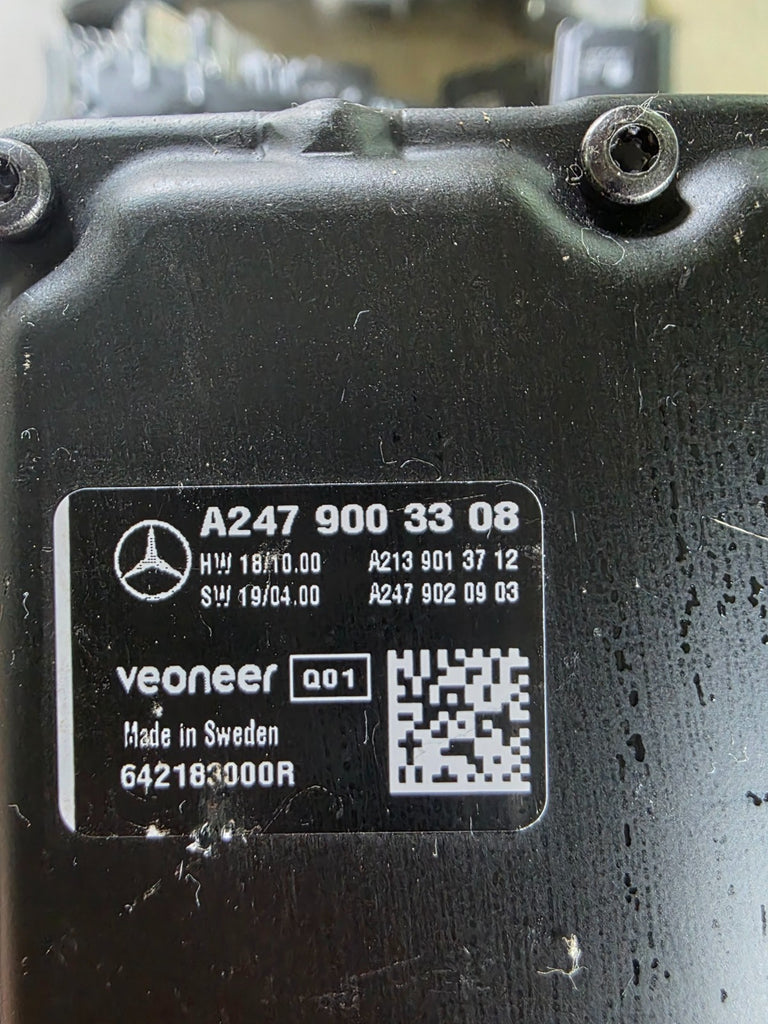 A247 900 33 08
HW 18/10.00 A213 901 37 12
SW 19/04.00 A247 902 09 03
veoneer Q01
Made in Sweden
642183000R